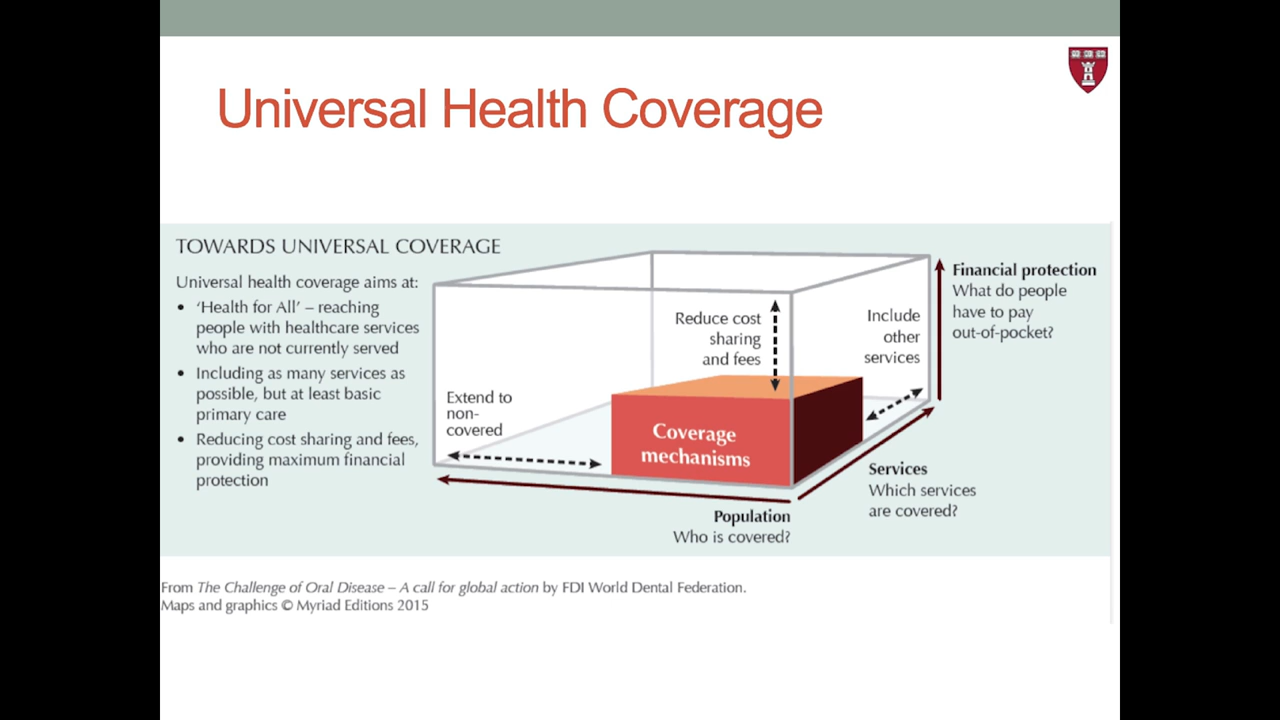 Universal Health Coverage
TOWARDS UNIVERSAL COVERAGE
Universal health coverage aims at:
• ‘Health for All’ – reaching
people with healthcare services
who are not currently served
• Including as many services as
possible, but at least basic
primary care
• Reducing cost sharing and fees,
providing maximum financial
protection
Extend to
non-
covered
Reduce cost
sharing
and fees
Include
other
services
Coverage
mechanisms
Financial protection
What do people
have to pay
out-of-pocket?
Services
Which services
are covered?
Population
Who is covered?
From The Challenge of Oral Disease – A call for global action by FDI World Dental Federation.
Maps and graphics © Myriad Editions 2015